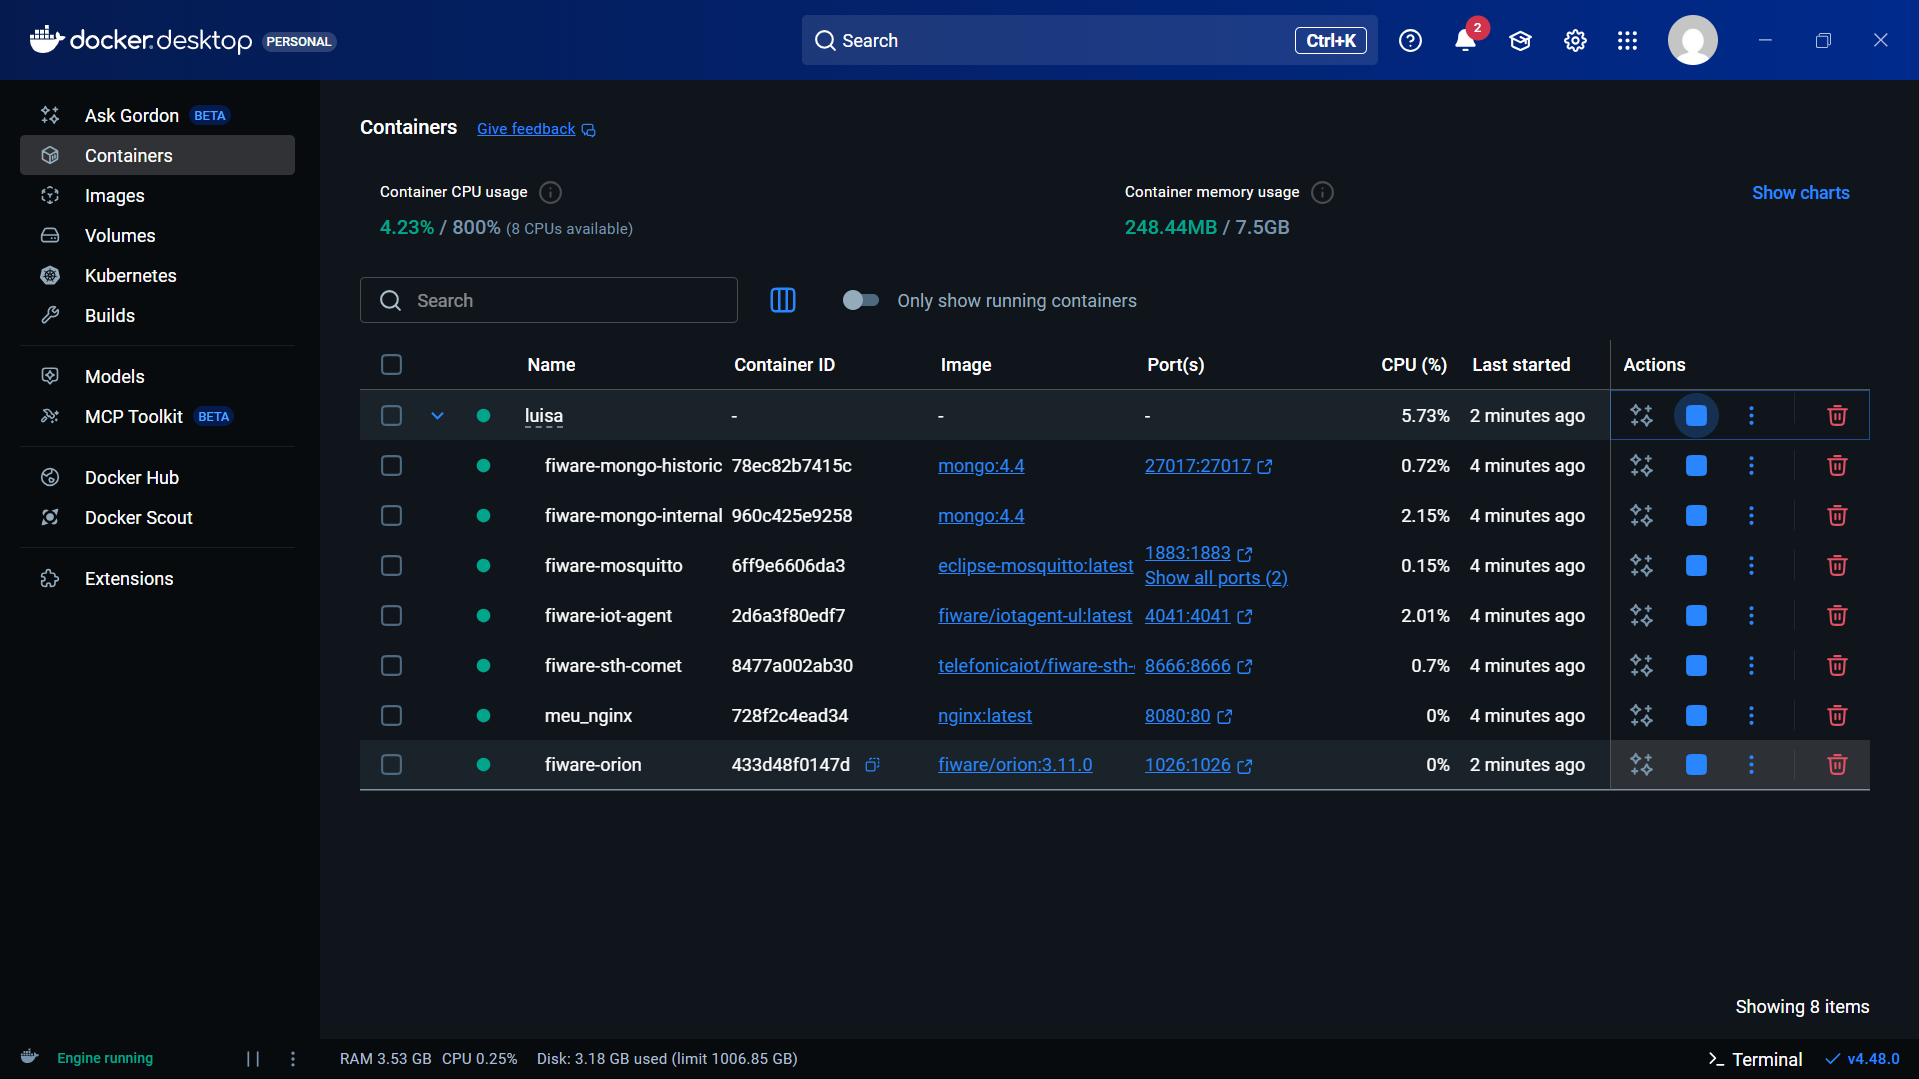 docker.desktop PERSONAL
Search Ctrl+K
2
Ask Gordon BETA
Containers
Images
Volumes
Kubernetes
Builds
Models
MCP Toolkit BETA
Docker Hub
Docker Scout
Extensions
Containers Give feedback
Container CPU usage
4.23% / 800% (8 CPUs available)
Container memory usage
248.44MB / 7.5GB
Show charts
Search
Only show running containers
Name Container ID Image Port(s) CPU (%) Last started Actions
luisa - - - 5.73% 2 minutes ago
fiware-mongo-historic 78ec82b7415c mongo:4.4 27017:27017 0.72% 4 minutes ago
fiware-mongo-internal 960c425e9258 mongo:4.4 2.15% 4 minutes ago
fiware-mosquitto 6ff9e6606da3 eclipse-mosquitto:latest 1883:1883 0.15% 4 minutes ago
Show all ports (2)
fiware-iot-agent 2d6a3f80edf7 fiware/iotagent-ul:latest 4041:4041 2.01% 4 minutes ago
fiware-sth-comet 8477a002ab30 telefonicaiot/fiware-sth- 8666:8666 0.7% 4 minutes ago
meu_nginx 728f2c4ead34 nginx:latest 8080:80 0% 4 minutes ago
fiware-orion 433d48f0147d fiware/orion:3.11.0 1026:1026 0% 2 minutes ago
Showing 8 items
Engine running
RAM 3.53 GB CPU 0.25% Disk: 3.18 GB used (limit 1006.85 GB)
>_ Terminal
v4.48.0